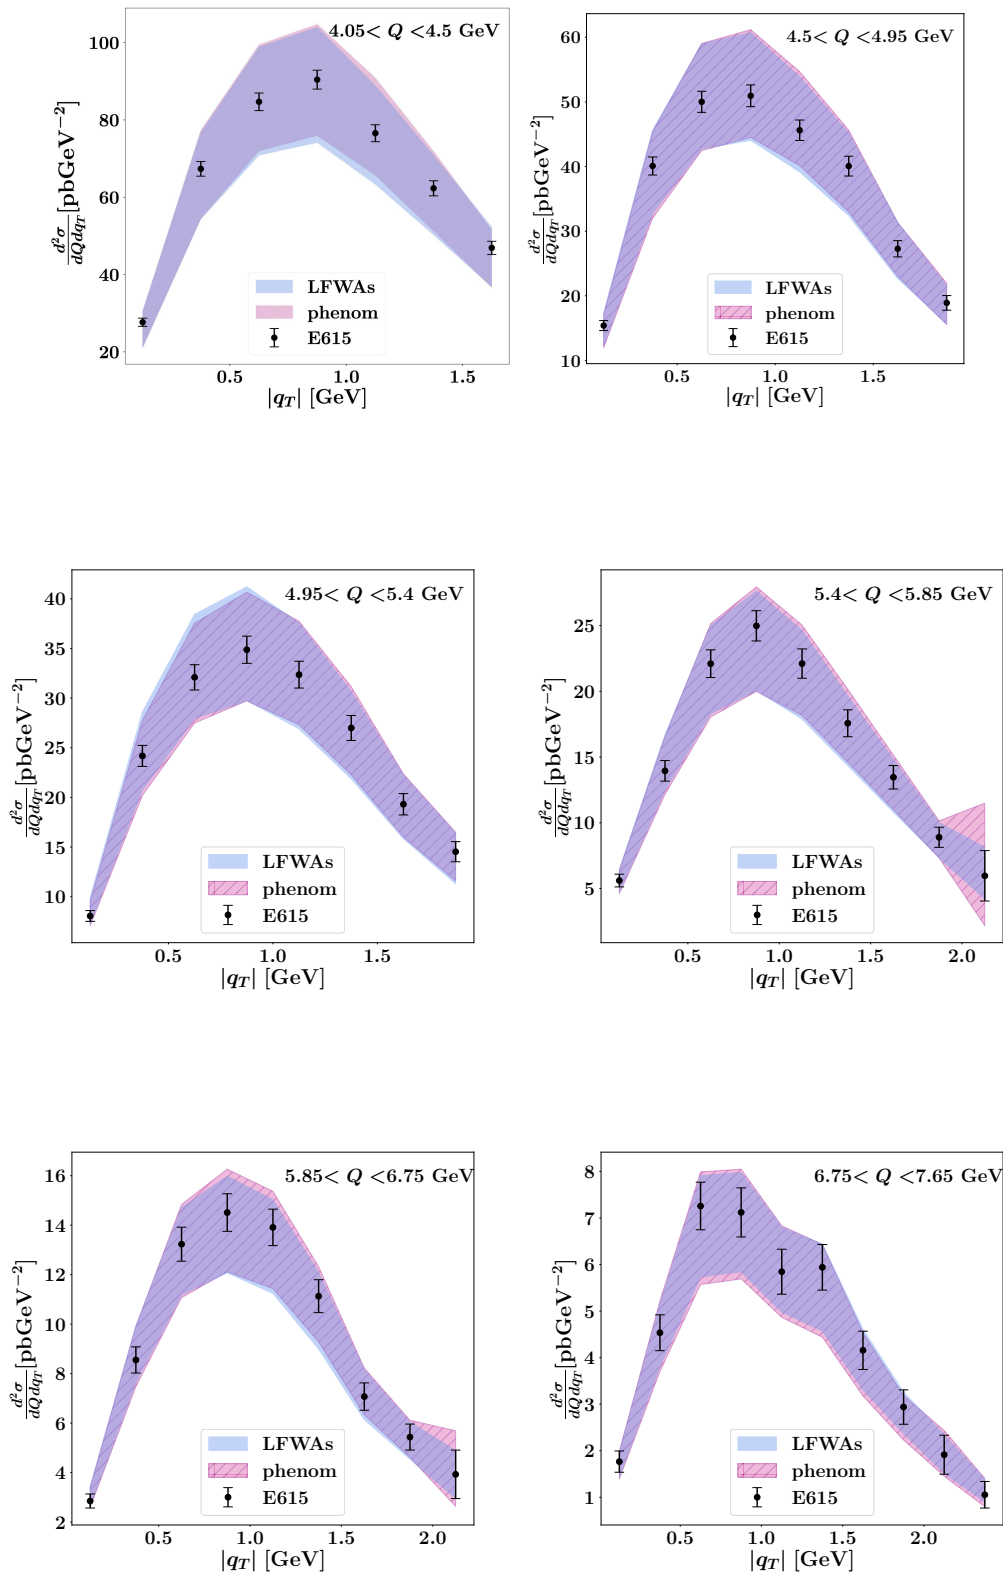 4.05< Q <4.5 GeV
100
80
60
40
20
d²σ/dQdq_T [pbGeV⁻²]
LFWAs
phenom
E615
0.5 1.0 1.5
|q_T| [GeV]
4.5< Q <4.95 GeV
60
50
40
30
20
10
d²σ/dQdq_T [pbGeV⁻²]
LFWAs
phenom
E615
0.5 1.0 1.5
|q_T| [GeV]
4.95< Q <5.4 GeV
40
35
30
25
20
15
10
d²σ/dQdq_T [pbGeV⁻²]
LFWAs
phenom
E615
0.5 1.0 1.5
|q_T| [GeV]
5.4< Q <5.85 GeV
25
20
15
10
5
d²σ/dQdq_T [pbGeV⁻²]
LFWAs
phenom
E615
0.5 1.0 1.5 2.0
|q_T| [GeV]
5.85< Q <6.75 GeV
16
14
12
10
8
6
4
2
d²σ/dQdq_T [pbGeV⁻²]
LFWAs
phenom
E615
0.5 1.0 1.5 2.0
|q_T| [GeV]
6.75< Q <7.65 GeV
8
7
6
5
4
3
2
1
d²σ/dQdq_T [pbGeV⁻²]
LFWAs
phenom
E615
0.5 1.0 1.5 2.0
|q_T| [GeV]